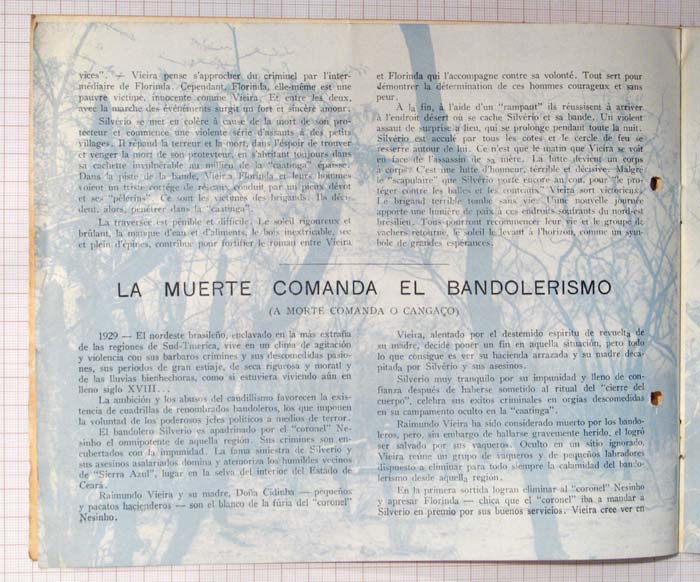 vices". — Vieira pense s'approcher du criminel par l'inter-
médiaire de Florinda. Cependant, Florinda, elle-même est une
pauvre victime, innocente comme Vieira. Et entre les deux,
avec la marche des événements surgit un fort et sincère amour.
Silvério se met en colère à cause de la mort de son pro-
tecteur et commence une violente série d'assauts à des petits
villages. Il répand la terreur et la mort, dans l'espoir de trouver
et venger la mort de son protecteur, en s'abritant toujours dans
sa cachette invulnérable au milieu de la "caatinga" épaisse.
Dans la piste de la bande, Vieira, Florinda et leurs hommes
voient un triste cortège de rescaux, conduit par un pieux dévot
et ses "pélerins". Ce sont les victimes des brigands. Ils déci-
dent, alors, pénétrer dans la "caatinga".
La traversée est pénible et difficile. Le soleil rigoureux et
brûlant, la manque d'eau et d'aliments, le bois inextricable, sec
et plein d'épines, contribue pour fortifier le roman entre Vieira
et Florinda qui l'accompagne contre sa volonté. Tout sert pour
démontrer la détermination de ces hommes courageux et sans
peur.
À la fin, à l'aide d'un "rampant" ils réussissent à arriver
à l'endroit désert où se cache Silvério et sa bande. Un violent
assaut de surprise a lieu, qui se prolonge pendant toute la nuit.
Silvério est acculé par tous les côtés et le cercle de feu se
resserre autour de lui. Ce n'est que le matin que Vieira se voit
en face de l'assassin de sa mère. La lutte devient un corps
à corps! C'est une lutte d'honneur, terrible et décisive. Malgré
le "scapulaire" que Silvério porte encore au cou, pour "le pro-
téger contre les balles et les couteaux" Vieira sort victorieux.
Le brigand terrible tombe sans vie. D'une nouvelle journée
apporte une lumière de paix à ces endroits soufrants du nord-est
brésilien. Tous pourront recommencer leur vie et le groupe de
vachers retourne, le soleil le levant à l'horizon, comme un sym-
bole de grandes espérances.
LA MUERTE COMANDA EL BANDOLERISMO
(A MORTE COMANDA O CANGAÇO)
1929 — El nordeste brasileño, enclavado en la más extraña
de las regiones de Sud-America, vive en un clima de agitación
y violencia con sus barbaros crimines y sus descomedidas pasio-
nes, sus periodos de gran estiaje, de seca rigurosa y moral y
de las lluvias bienhechoras, como si estuviera viviendo aún en
lleno siglo XVIII...
La ambición y los abusos del caudillismo favorecen la exis-
tencia de cuadrillas de renombrados bandoleros, los que imponen
la voluntad de los poderosos jefes políticos a medios de terror.
El bandolero Silverio es apadrinado por el "coronel" Ne-
sinho el omnipotente de aquella región. Sus crimines son en-
cubertados con la impunidad. La fama siniestra de Silverio y
sus asesinos asalariados domina y atemoriza los humildes vecinos
de "Sierra Azul", lugar en la selva del interior del Estado de
Ceará.
Raimundo Vieira y su madre, Doña Cidinha — pequeños
y pacatos hacienderos — son el blanco de la fúria del "coronel"
Nesinho.
Vieira, alentado por el destemido espiritu de revuelta de
su madre, decide poner un fin en aquella situación, pero todo
lo que consigue es ver su hacienda arrazada y su madre deca-
pitada por Silvério y sus asesinos.
Silverio muy tranquilo por su impunidad y lleno de con-
fianza después de haberse sometido al ritual del "cierre del
cuerpo", celebra sus exitos criminales en orgias descomedidas
en su campamento oculto en la "caatinga".
Raimundo Vieira ha sido considerado muerto por los bando-
leros, pero, sin embargo de hallarse gravemente herido, el logró
ser salvado por sus vaqueros. Oculto en un sitio ignorado,
Vieira reine un grupo de vaqueros y de pequeños labradores
dispuesto a eliminar para todo siempre la calamidad del bando-
lerismo desde aquella región.
En la primera sortida logran eliminar al "coronel" Nesinho
y apresar Florinda — chica que el "coronel" iba a mandar a
Silverio en premio por sus buenos servicios. Vieira cree ver en